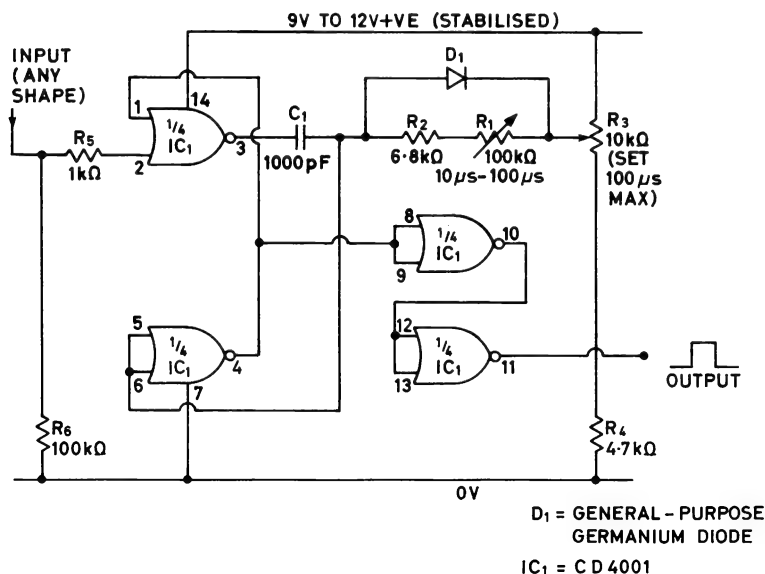 9V TO 12V+VE (STABILISED)
INPUT
(ANY
SHAPE)
D1
1
14
C1
R2
R1
R3
10kΩ
(SET
100μs
MAX)
1/4
IC1
3
R5
1kΩ
2
1000pF
6·8kΩ
100kΩ
10μs-100μs
8
1/4
IC1
10
9
5
1/4
IC1
4
6
7
12
1/4
IC1
11
13
OUTPUT
R6
100kΩ
R4
4·7kΩ
0V
D1 = GENERAL-PURPOSE
GERMANIUM DIODE
IC1 = CD4001